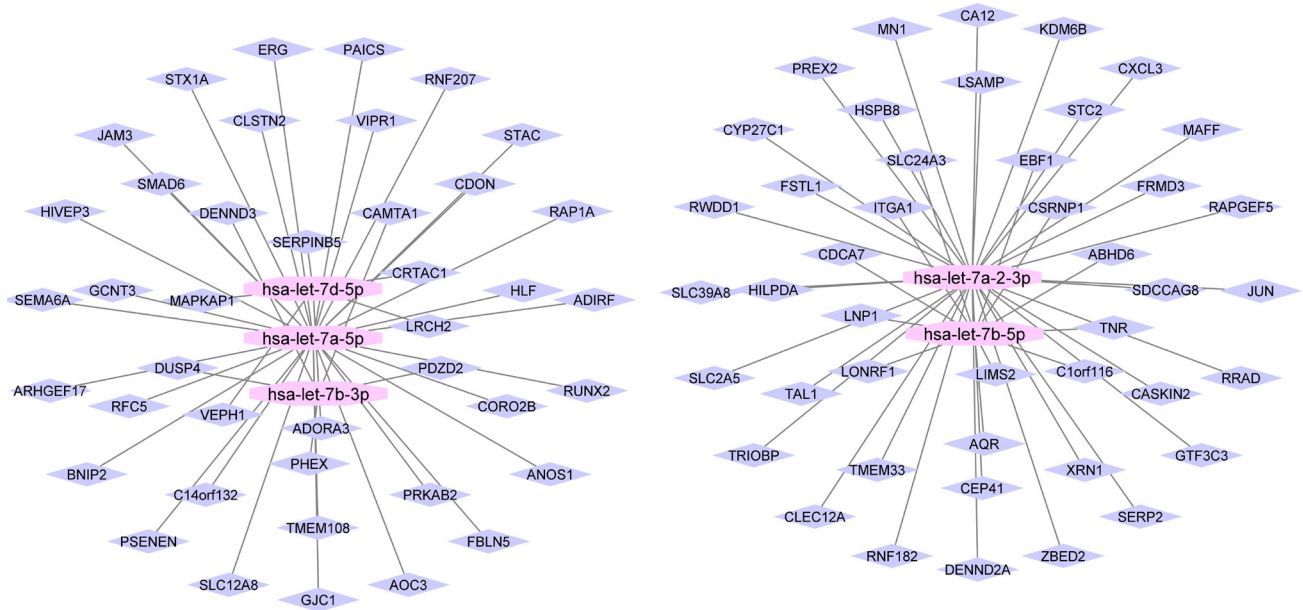 ERG
PAICS
STX1A
RNF207
CLSTN2
VIPR1
JAM3
STAC
SMAD6
CDON
HIVEP3
DENND3
CAMTA1
RAP1A
SERPINB5
CRTAC1
SEMA6A
GCNT3
MAPKAP1
hsa-let-7d-5p
HLF
ADIRF
LRCH2
hsa-let-7a-5p
DUSP4
PDZD2
ARHGEF17
hsa-let-7b-3p
RUNX2
RFC5
VEPH1
CORO2B
ADORA3
BNIP2
PHEX
ANOS1
C14orf132
PRKAB2
PSENEN
TMEM108
FBLN5
SLC12A8
AOC3
GJC1
CA12
MN1
KDM6B
PREX2
LSAMP
CXCL3
HSPB8
STC2
CYP27C1
MAFF
SLC24A3
EBF1
FSTL1
FRMD3
RWDD1
ITGA1
CSRNP1
RAPGEF5
CDCA7
ABHD6
hsa-let-7a-2-3p
SLC39A8
HILPDA
SDCCAG8
JUN
LNP1
hsa-let-7b-5p
TNR
SLC2A5
LONRF1
LIMS2
C1orf116
RRAD
TAL1
CASKIN2
TRIOBP
AQR
GTF3C3
TMEM33
XRN1
CEP41
CLEC12A
SERP2
RNF182
ZBED2
DENND2A